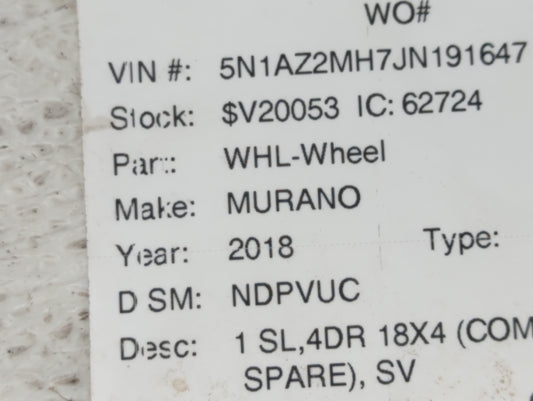 WO#
VIN #: 5N1AZ2MH7JN191647
Stock: $V20053 IC: 62724
Part: WHL-Wheel
Make: MURANO
Year: 2018 Type:
D SM: NDPVUC
Desc: 1 SL,4DR 18X4 (COM
SPARE), SV